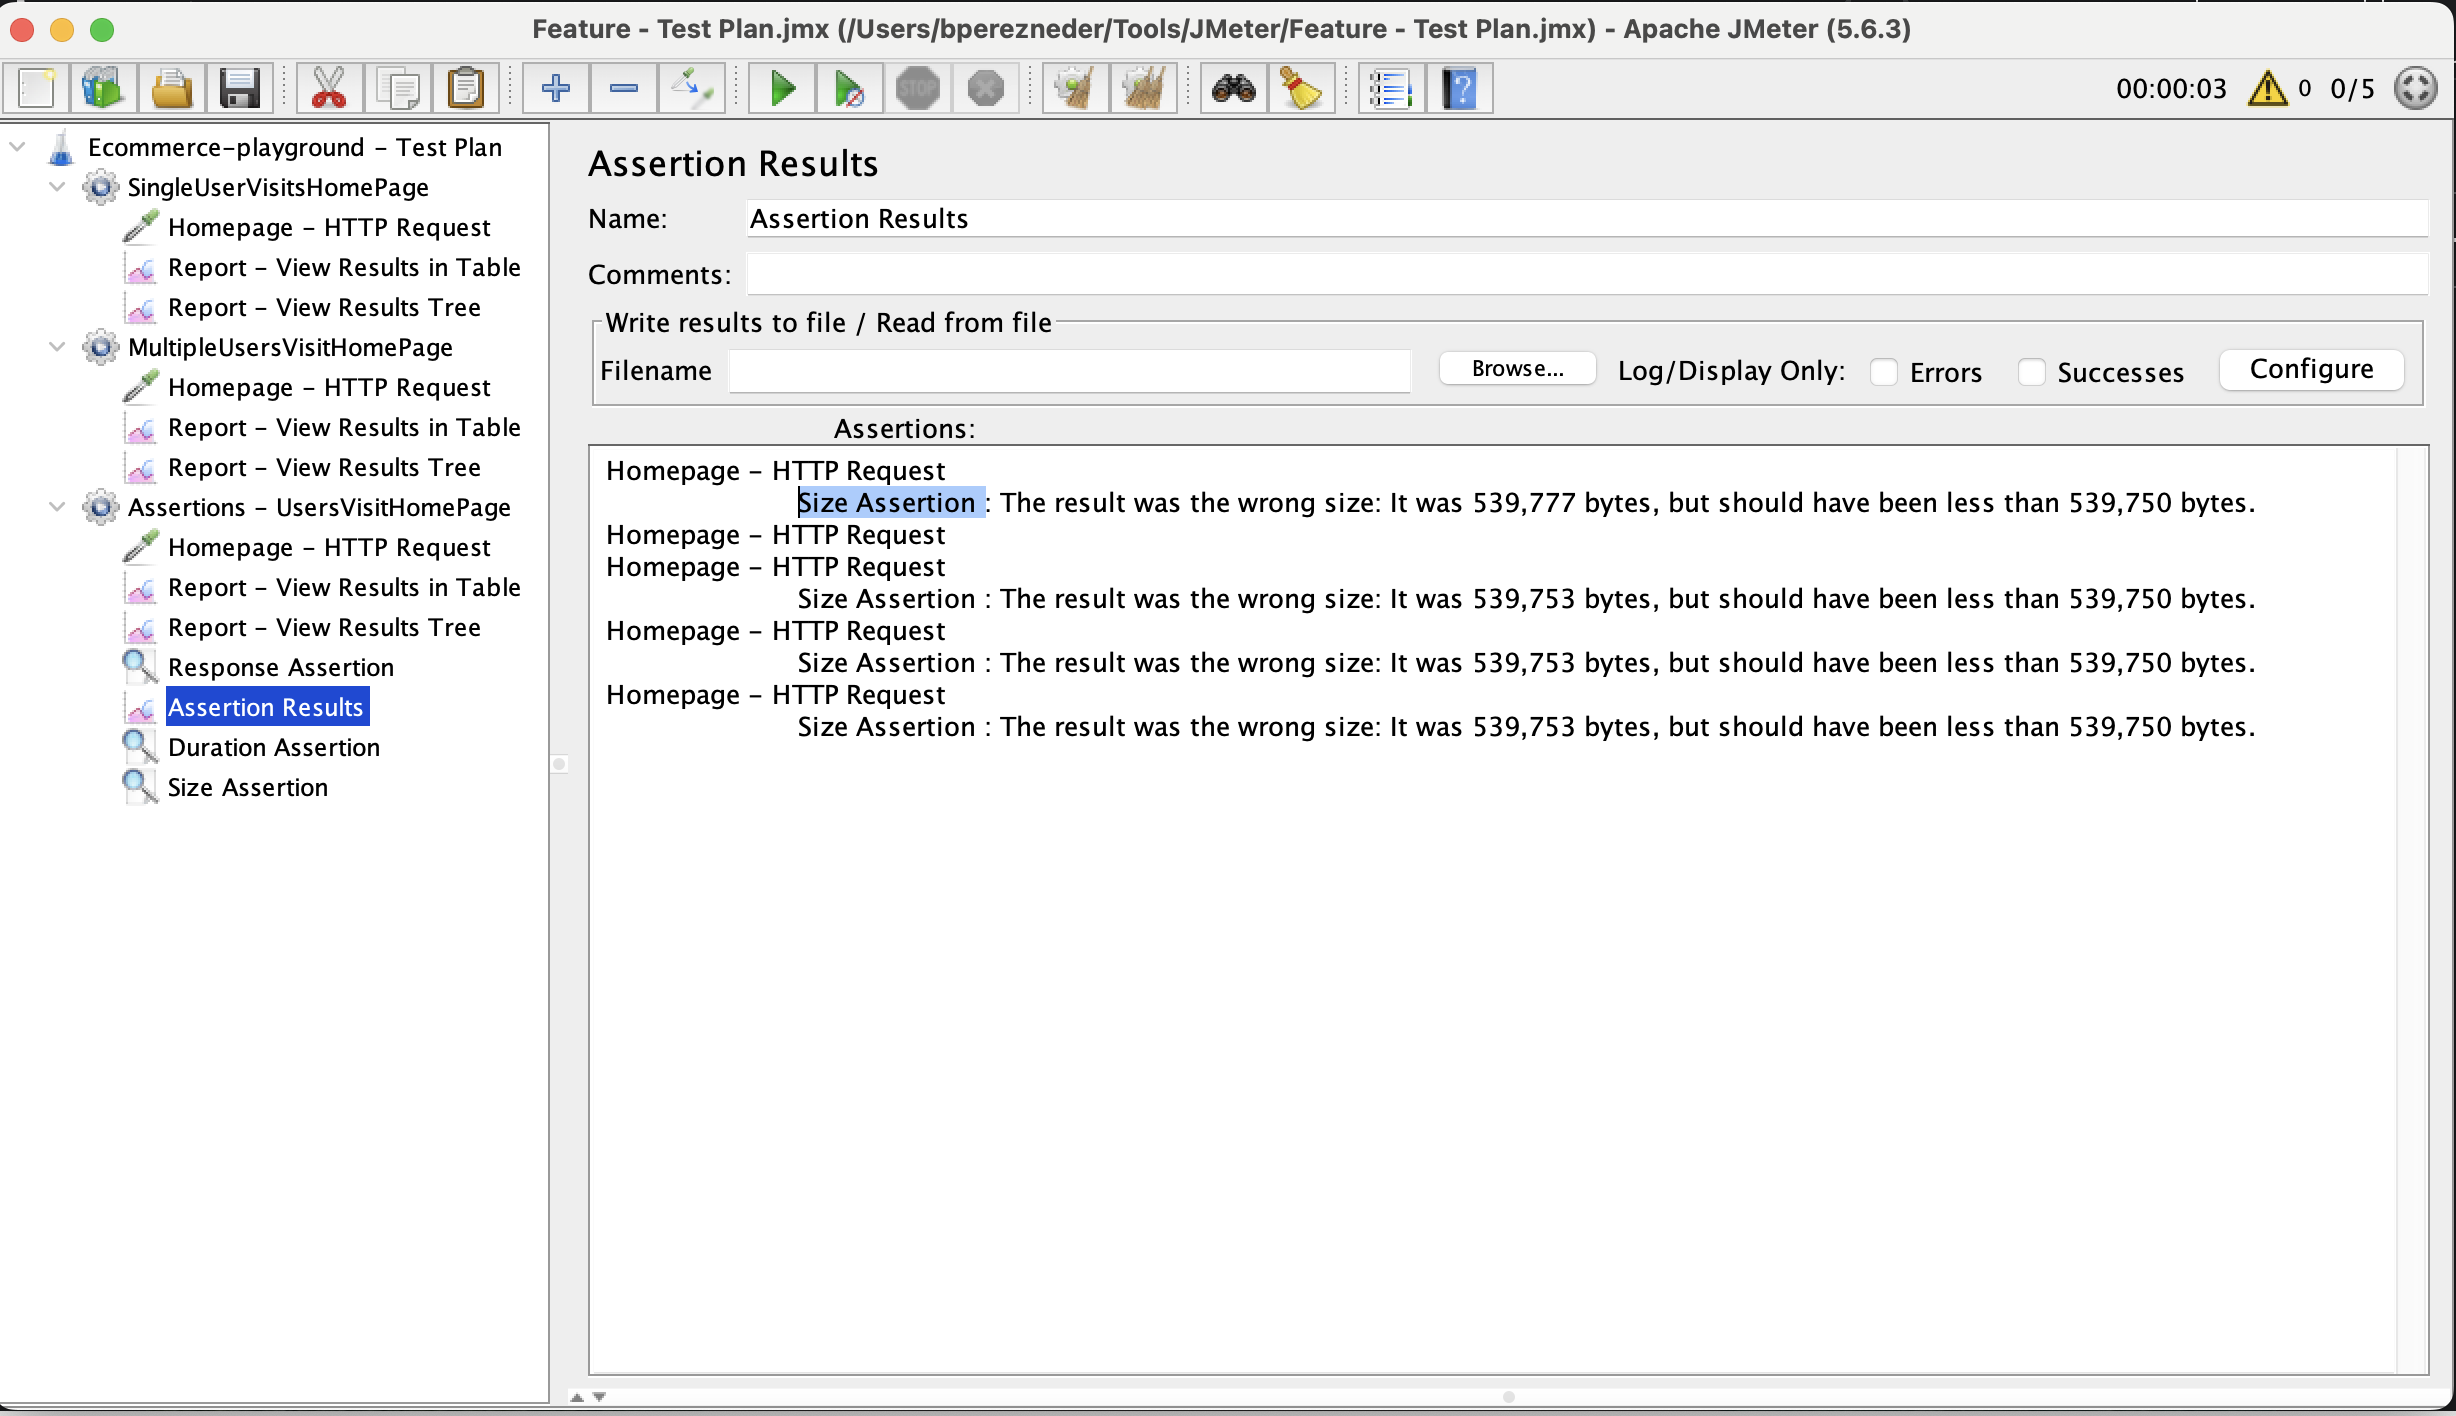 Feature - Test Plan.jmx (/Users/bperezneder/Tools/JMeter/Feature - Test Plan.jmx) - Apache JMeter (5.6.3)
STOP
?
00:00:03 0 0/5
Ecommerce-playground - Test Plan
SingleUserVisitsHomePage
Homepage - HTTP Request
Report - View Results in Table
Report - View Results Tree
MultipleUsersVisitHomePage
Homepage - HTTP Request
Report - View Results in Table
Report - View Results Tree
Assertions - UsersVisitHomePage
Homepage - HTTP Request
Report - View Results in Table
Report - View Results Tree
Response Assertion
Assertion Results
Duration Assertion
Size Assertion
Assertion Results
Name: Assertion Results
Comments:
Write results to file / Read from file
Filename Browse... Log/Display Only: Errors Successes Configure
Assertions:
Homepage - HTTP Request
Size Assertion : The result was the wrong size: It was 539,777 bytes, but should have been less than 539,750 bytes.
Homepage - HTTP Request
Homepage - HTTP Request
Size Assertion : The result was the wrong size: It was 539,753 bytes, but should have been less than 539,750 bytes.
Homepage - HTTP Request
Size Assertion : The result was the wrong size: It was 539,753 bytes, but should have been less than 539,750 bytes.
Homepage - HTTP Request
Size Assertion : The result was the wrong size: It was 539,753 bytes, but should have been less than 539,750 bytes.